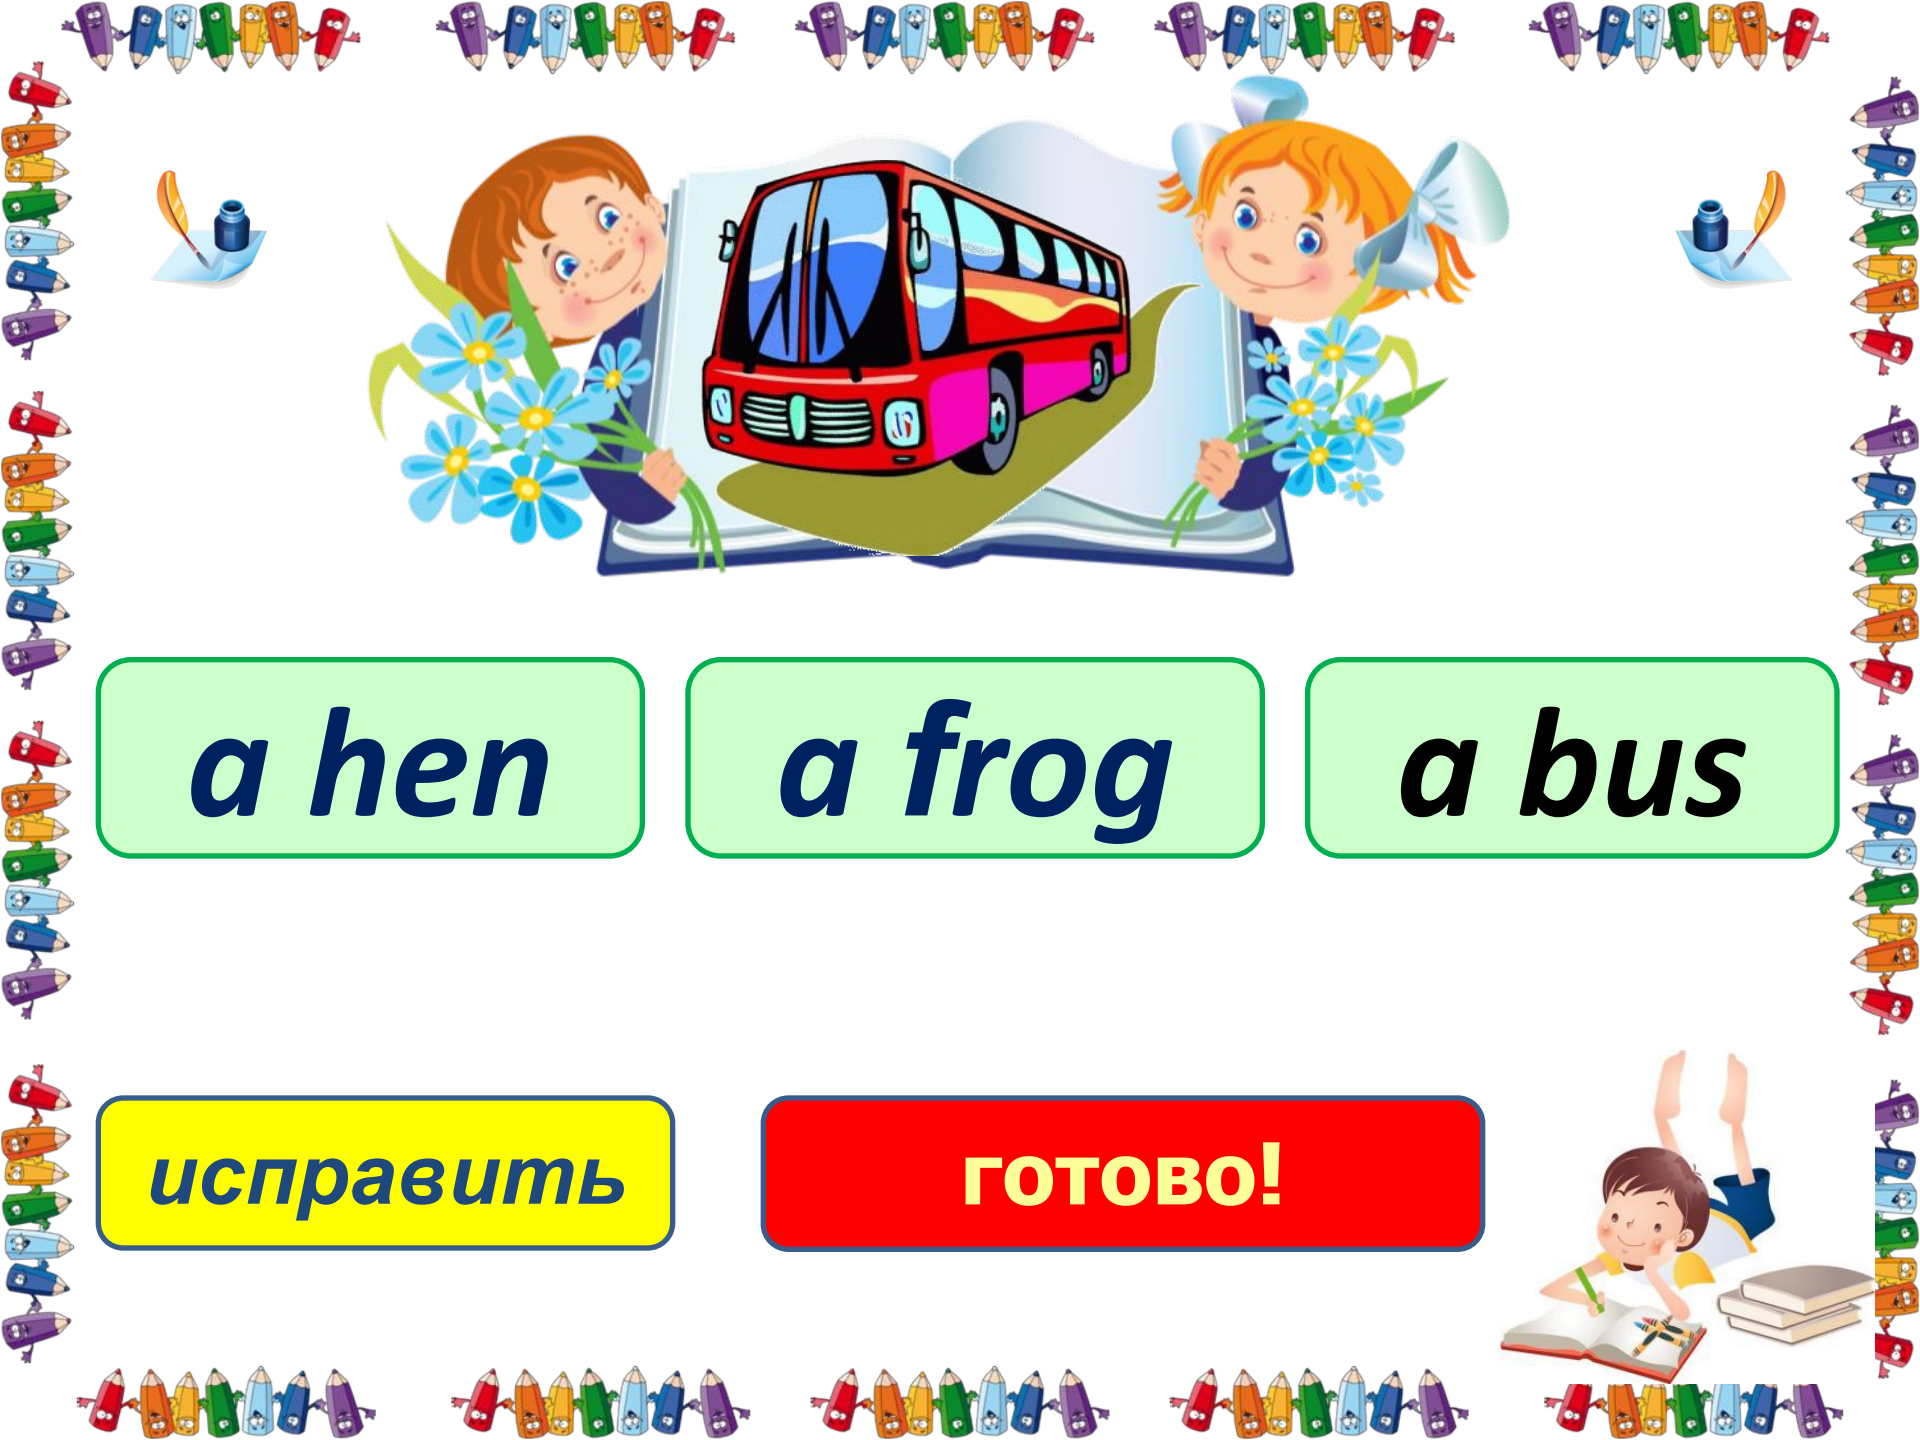 a hen
a frog
a bus
исправить
готово!